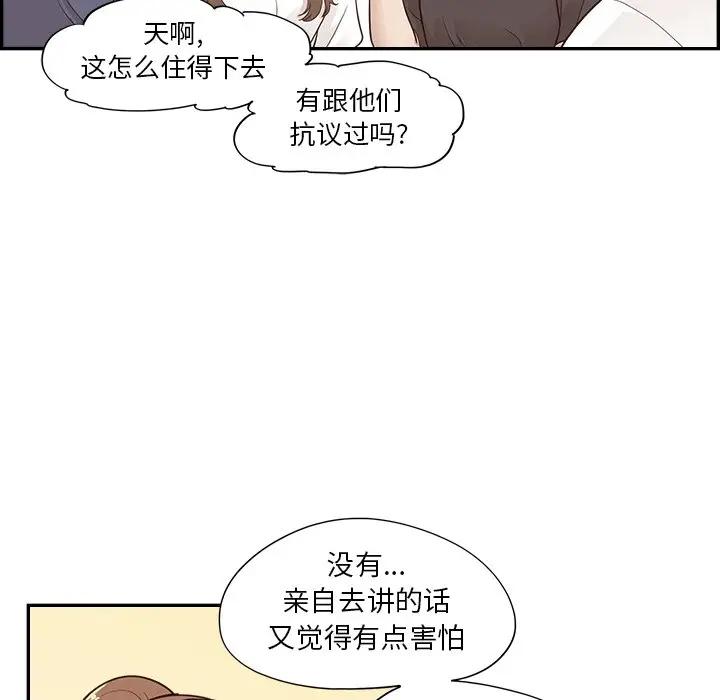 天啊,
这怎么住得下去
有跟他们
抗议过吗?
没有...
亲自去讲的话
又觉得有点害怕